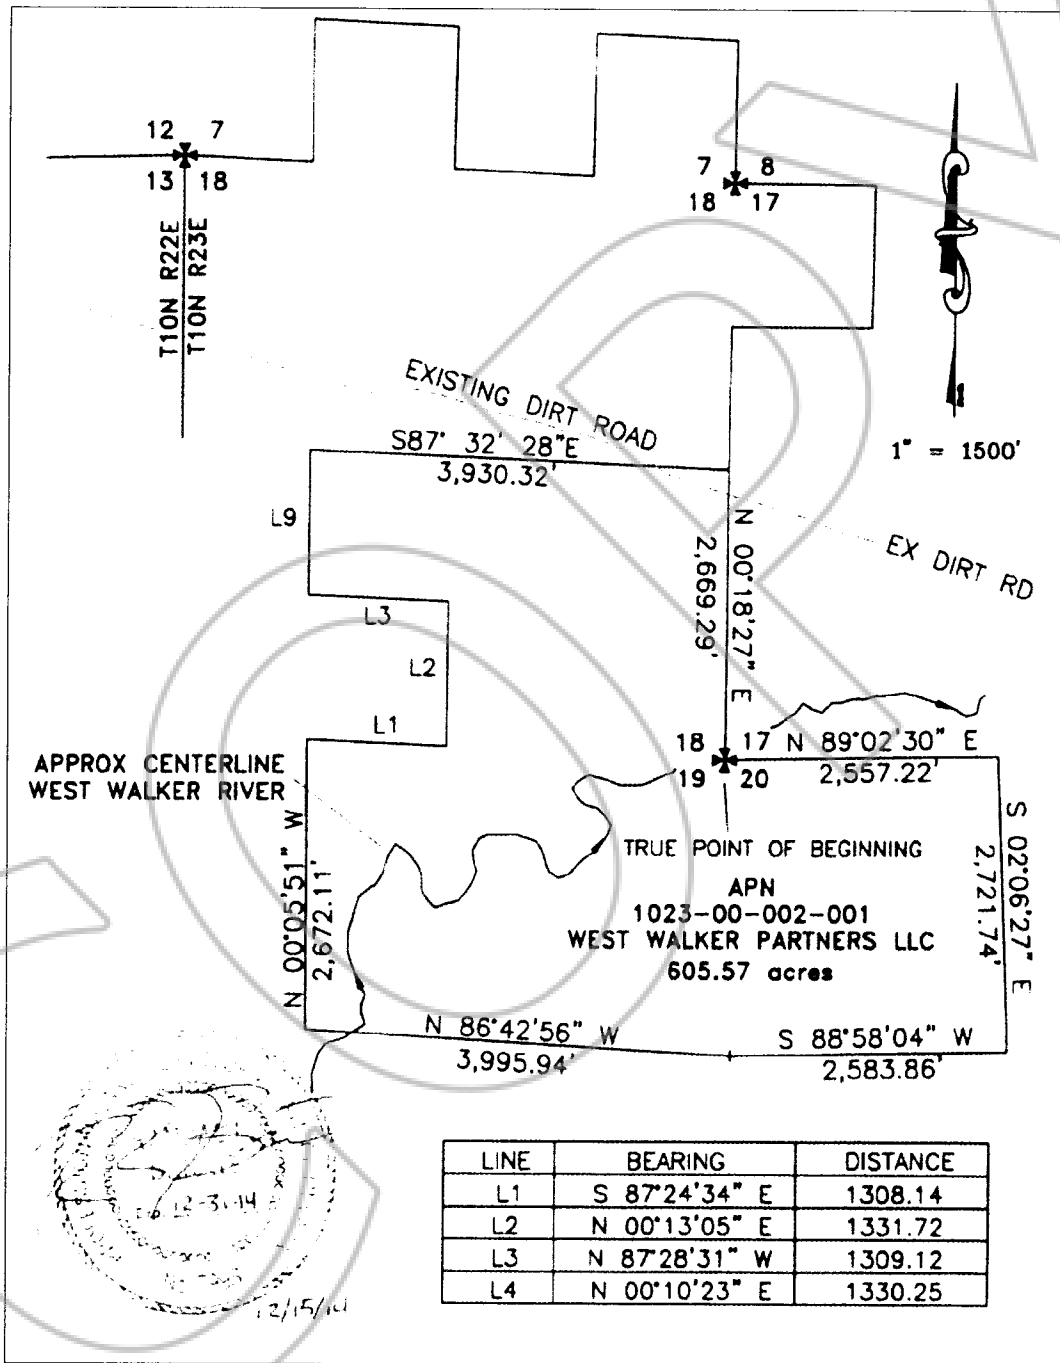 12 7
13 18
7 8
18 17
T10N R22E
T10N R23E
EXISTING DIRT ROAD
1" = 1500'
S87° 32' 28"E
3,930.32'
L9
EX DIRT RD
N 00°18'27" E
2,669.29'
L3
L2
L1
18 17
19 20
N 89°02'30" E
2,557.22'
APPROX CENTERLINE
WEST WALKER RIVER
TRUE POINT OF BEGINNING
APN
1023-00-002-001
WEST WALKER PARTNERS LLC
605.57 acres
N 00°05'51" W
2,672.11'
S 02°06'27" E
2,721.74'
N 86°42'56" W
3,995.94'
S 88°58'04" W
2,583.86'
LINE BEARING DISTANCE
L1 S 87°24'34" E 1308.14
L2 N 00°13'05" E 1331.72
L3 N 87°28'31" W 1309.12
L4 N 00°10'23" E 1330.25
12-31-14